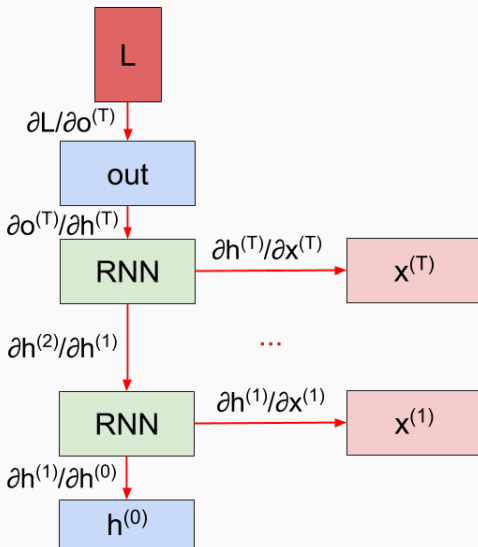 L
∂L/∂o⁽ᵀ⁾
out
∂o⁽ᵀ⁾/∂h⁽ᵀ⁾
∂h⁽ᵀ⁾/∂x⁽ᵀ⁾
RNN
x⁽ᵀ⁾
∂h⁽²⁾/∂h⁽¹⁾
...
∂h⁽¹⁾/∂x⁽¹⁾
RNN
x⁽¹⁾
∂h⁽¹⁾/∂h⁽⁰⁾
h⁽⁰⁾